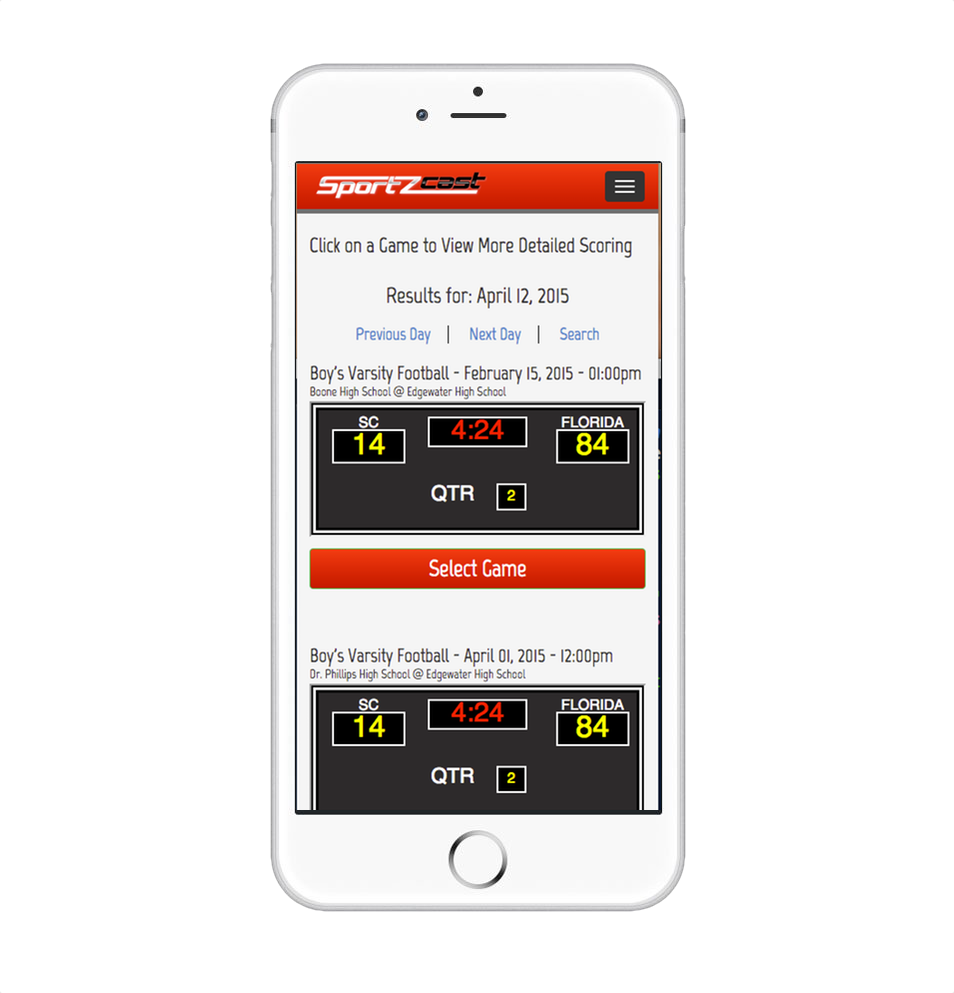 SportZcast
Click on a Game to View More Detailed Scoring
Results for: April 12, 2015
Previous Day | Next Day | Search
Boy's Varsity Football - February 15, 2015 - 01:00pm
Boone High School @ Edgewater High School
SC 4:24 FLORIDA
14 84
QTR 2
Select Game
Boy's Varsity Football - April 01, 2015 - 12:00pm
Dr. Phillips High School @ Edgewater High School
SC 4:24 FLORIDA
14 84
QTR 2